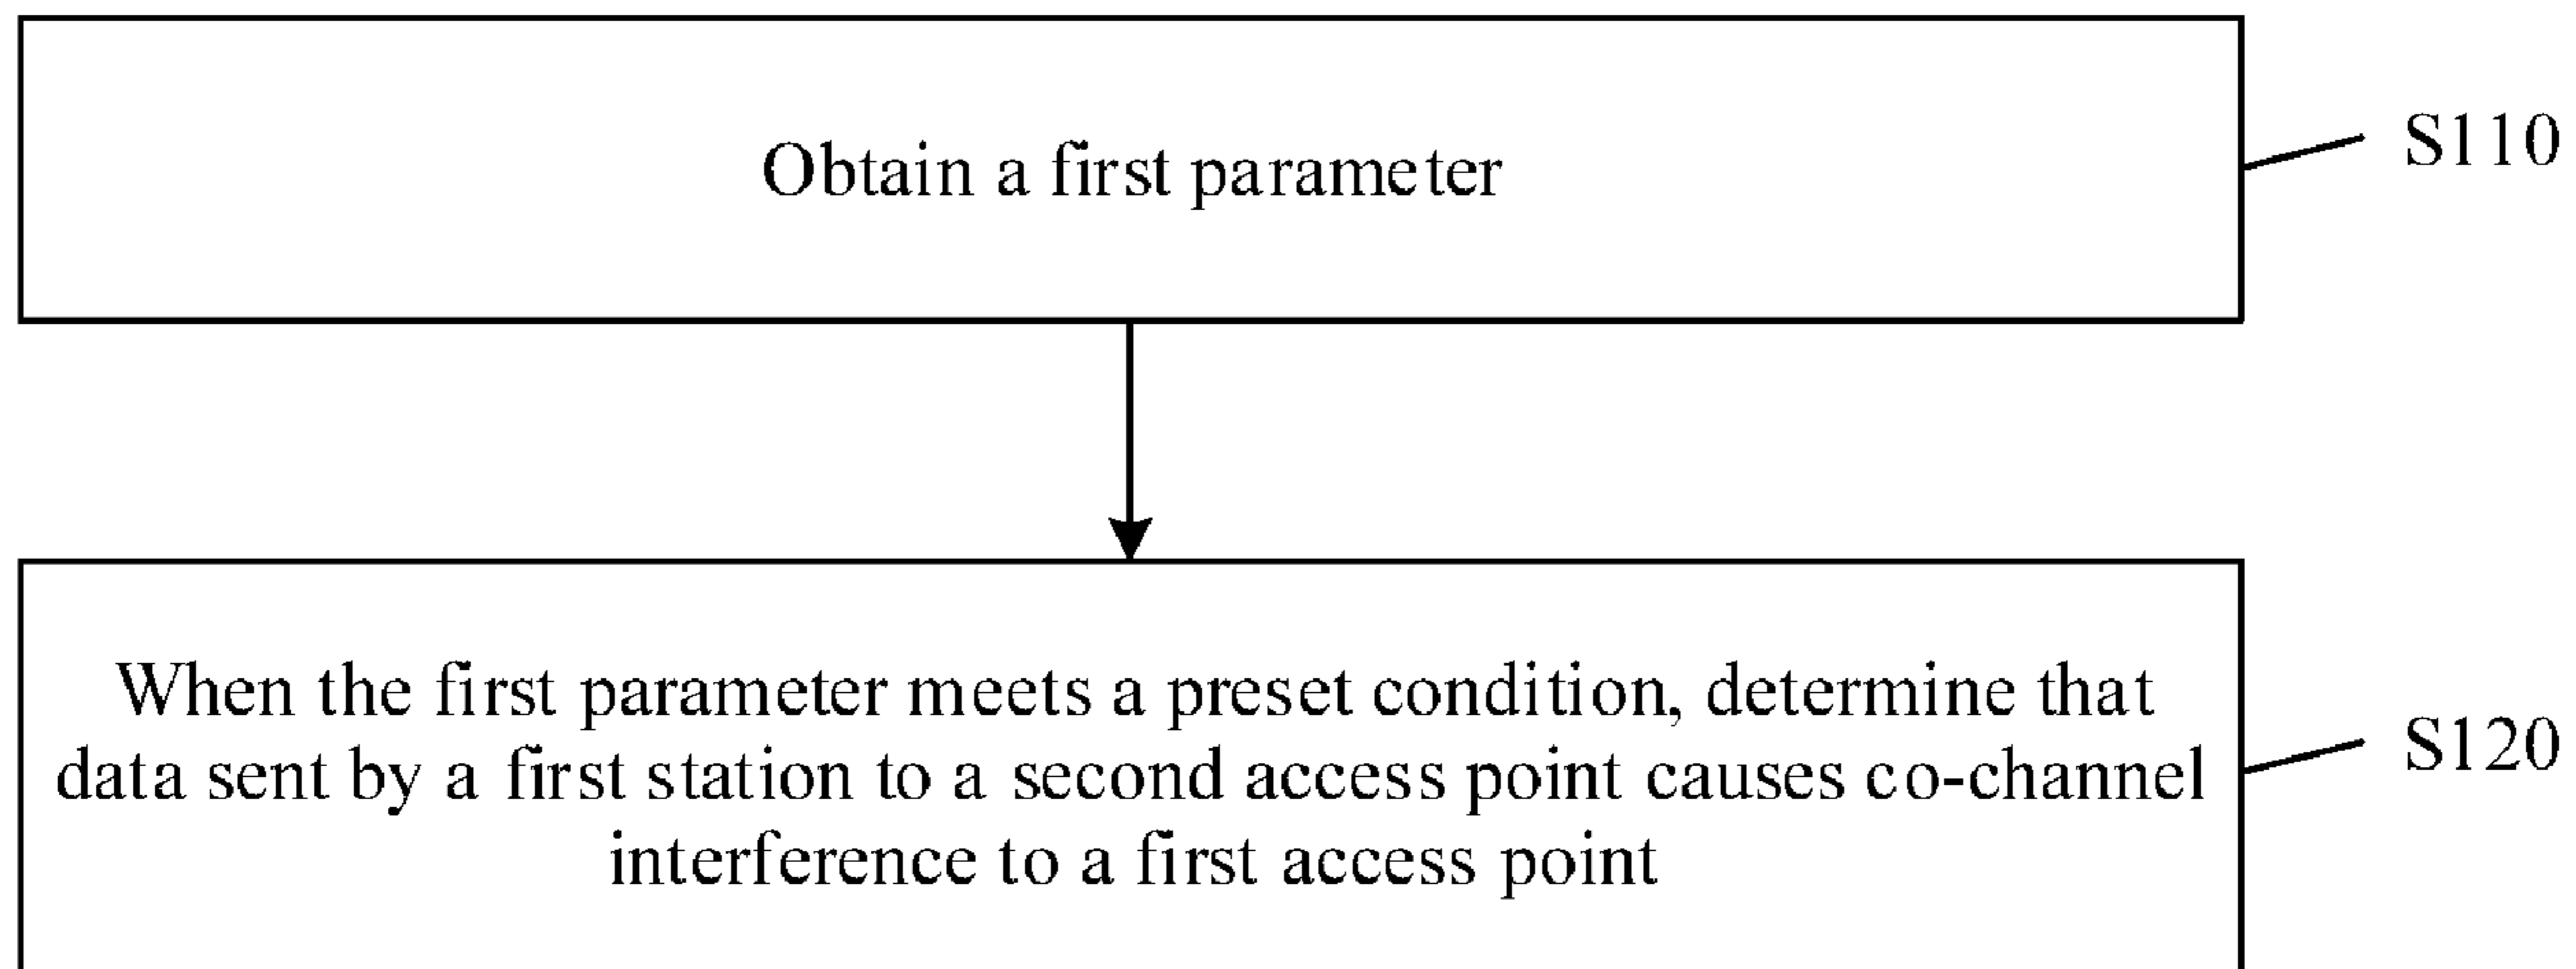 Obtain a first parameter
S110
When the first parameter meets a preset condition, determine that
data sent by a first station to a second access point causes co-channel
interference to a first access point
S120